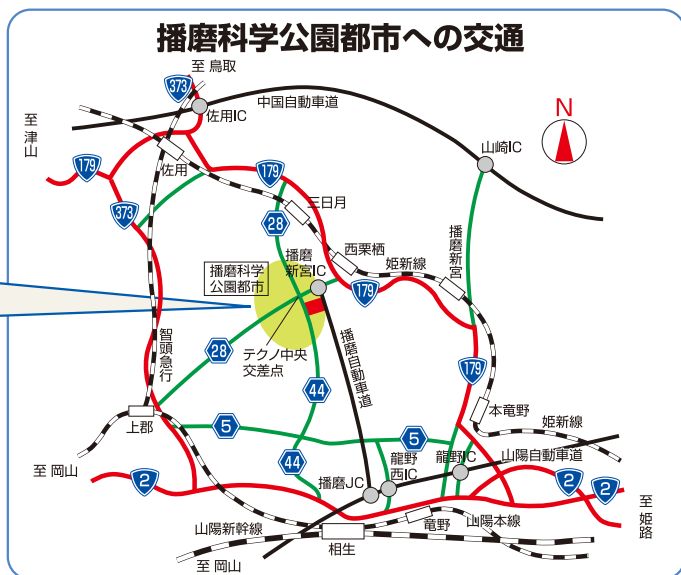 播磨科学公園都市への交通
至 鳥取
373
中国自動車道
佐用IC
至 津山
N
山崎IC
179
佐用
179
三日月
373
28
播磨新宮
西栗栖
姫新線
播磨科学
公園都市
播磨
新宮IC
179
播磨自動車道
智頭急行
28
テクノ中央
交差点
44
179
本竜野
上郡
5
5
姫新線
龍野
西IC
龍野IC
山陽自動車道
至 岡山
44
2
播磨JC
2
2
山陽新幹線
竜野
山陽本線
至 姫路
相生
至 岡山